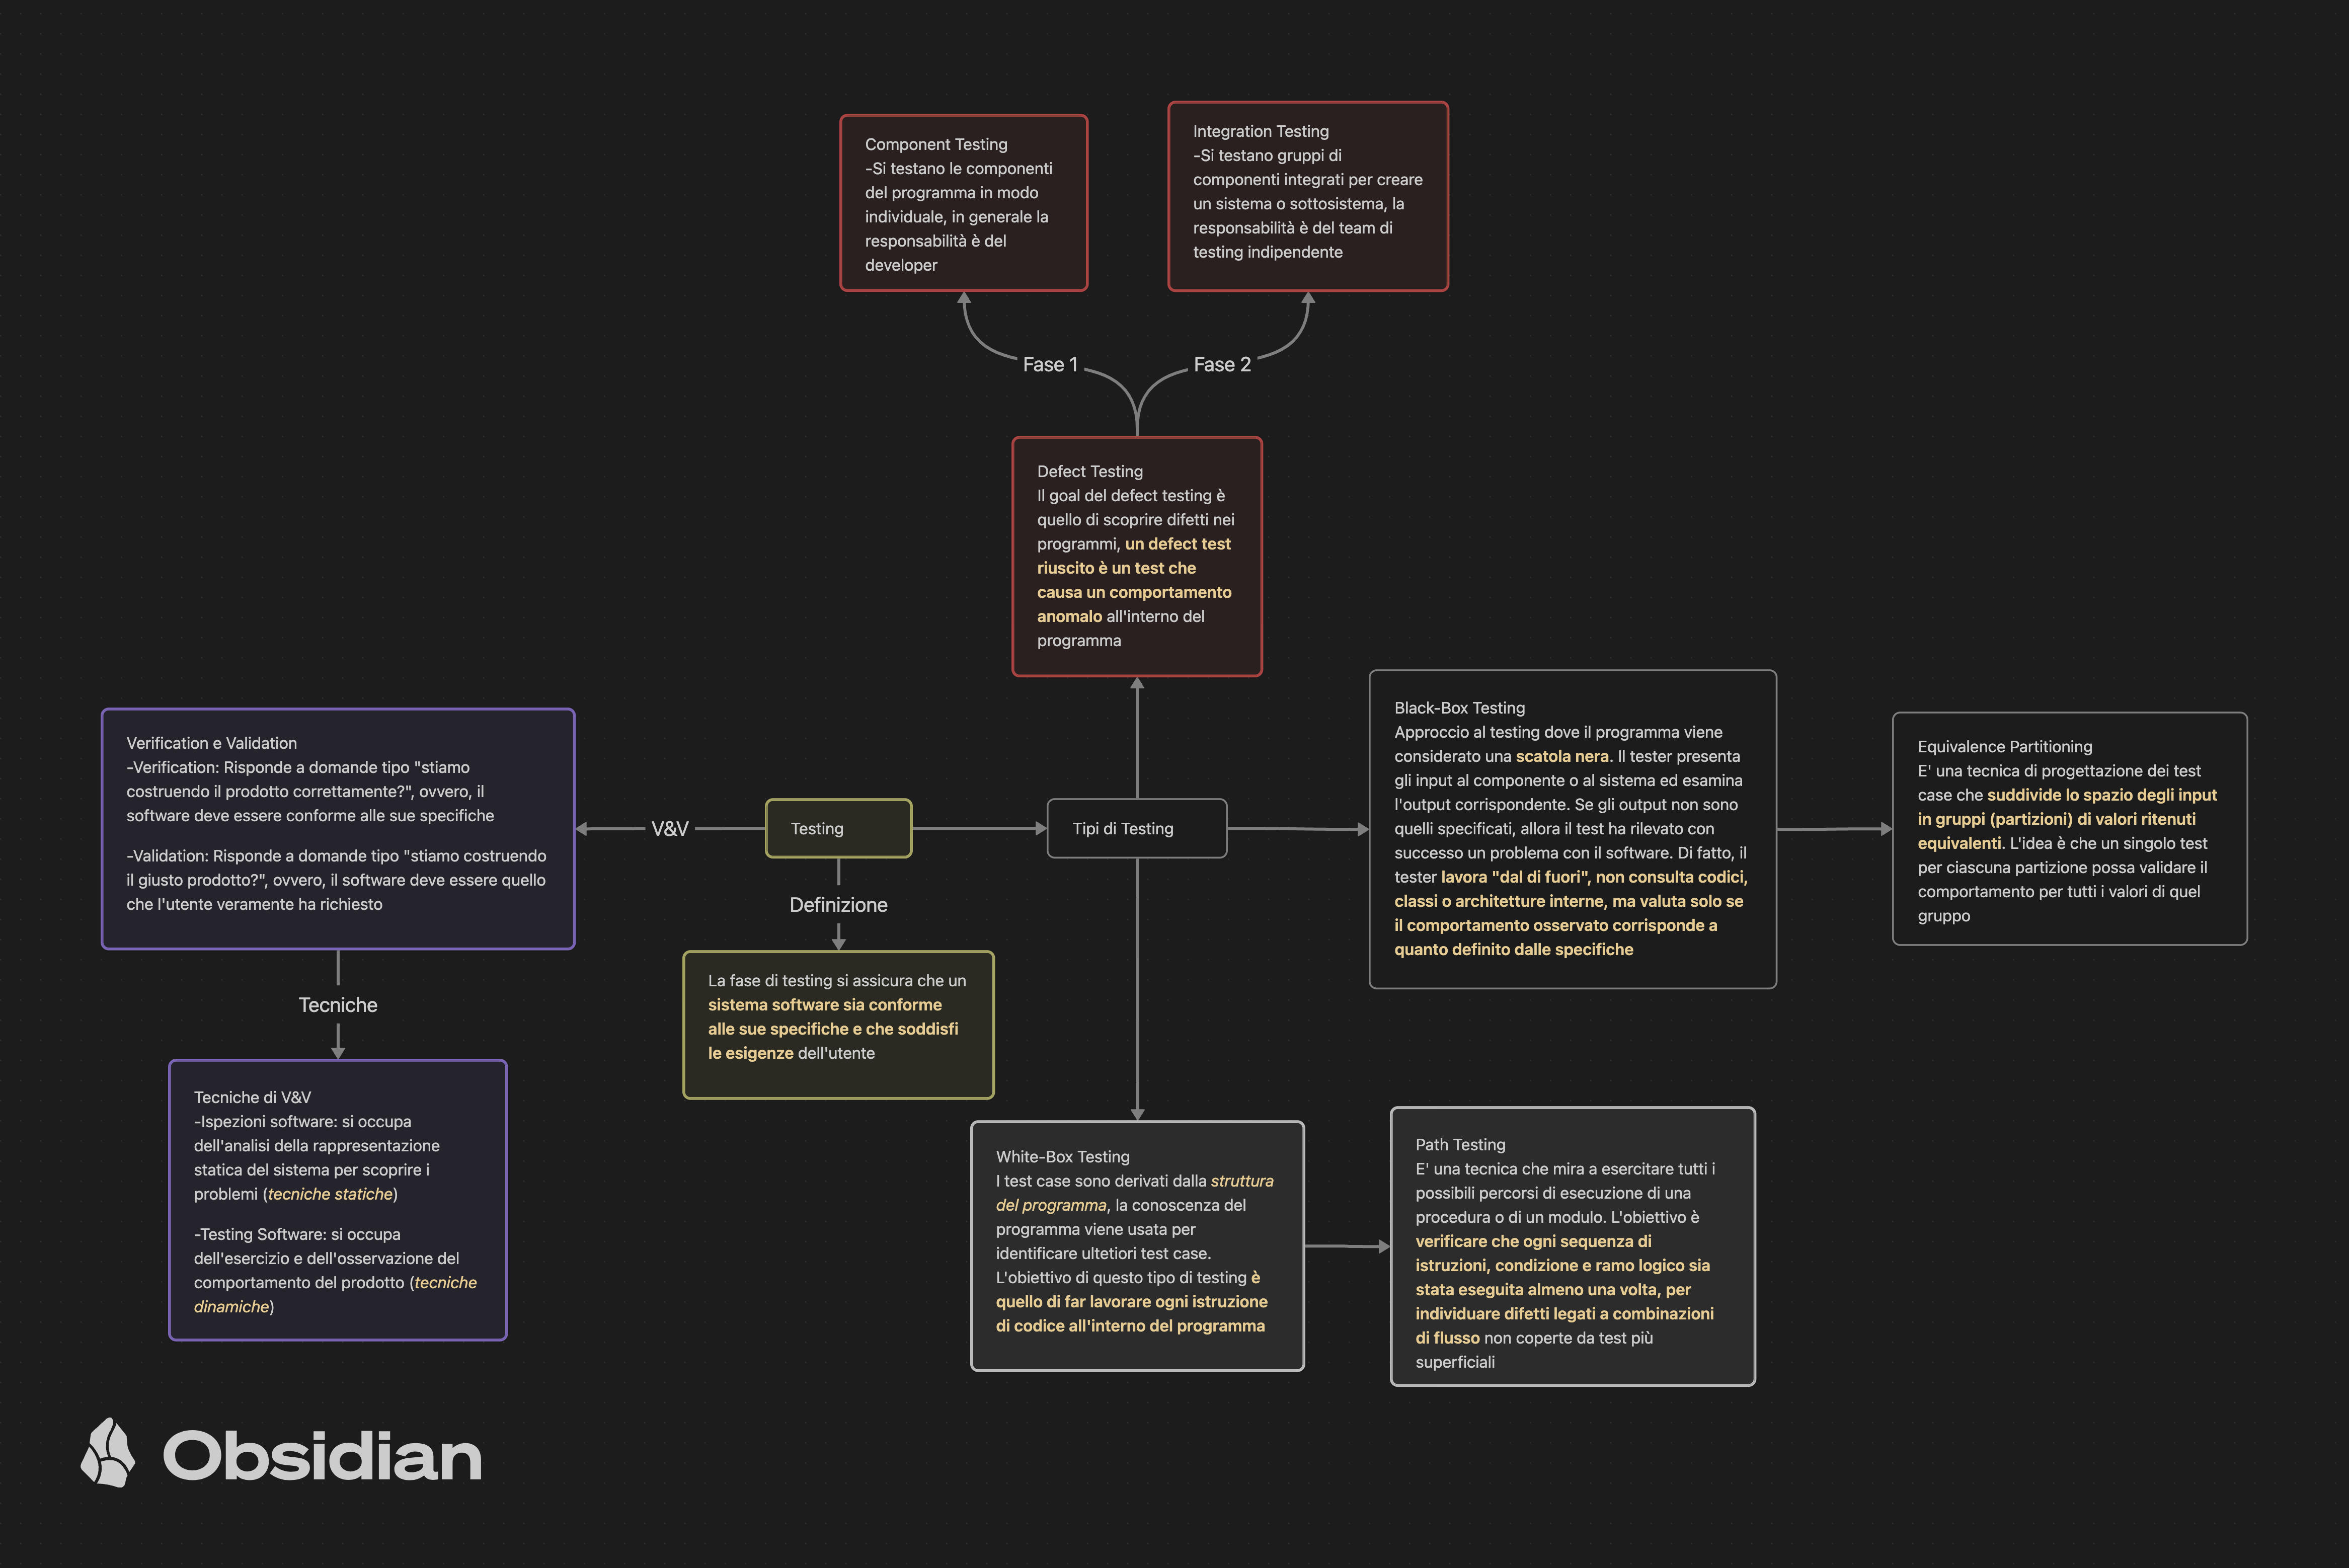 Component Testing
-Si testano le componenti
del programma in modo
individuale, in generale la
responsabilità è del
developer
Integration Testing
-Si testano gruppi di
componenti integrati per creare
un sistema o sottosistema, la
responsabilità è del team di
testing indipendente
Fase 1
Fase 2
Defect Testing
Il goal del defect testing è
quello di scoprire difetti nei
programmi, un defect test
riuscito è un test che
causa un comportamento
anomalo all'interno del
programma
Verification e Validation
-Verification: Risponde a domande tipo "stiamo
costruendo il prodotto correttamente?", ovvero, il
software deve essere conforme alle sue specifiche
-Validation: Risponde a domande tipo "stiamo costruendo
il giusto prodotto?", ovvero, il software deve essere quello
che l'utente veramente ha richiesto
V&V
Testing
Tipi di Testing
Black-Box Testing
Approccio al testing dove il programma viene
considerato una scatola nera. Il tester presenta
gli input al componente o al sistema ed esamina
l'output corrispondente. Se gli output non sono
quelli specificati, allora il test ha rilevato con
successo un problema con il software. Di fatto, il
tester lavora "dal di fuori", non consulta codici,
classi o architetture interne, ma valuta solo se
il comportamento osservato corrisponde a
quanto definito dalle specifiche
Equivalence Partitioning
E' una tecnica di progettazione dei test
case che suddivide lo spazio degli input
in gruppi (partizioni) di valori ritenuti
equivalenti. L'idea è che un singolo test
per ciascuna partizione possa validare il
comportamento per tutti i valori di quel
gruppo
Definizione
La fase di testing si assicura che un
sistema software sia conforme
alle sue specifiche e che soddisfi
le esigenze dell'utente
Tecniche
Tecniche di V&V
-Ispezioni software: si occupa
dell'analisi della rappresentazione
statica del sistema per scoprire i
problemi (tecniche statiche)
-Testing Software: si occupa
dell'esercizio e dell'osservazione del
comportamento del prodotto (tecniche
dinamiche)
White-Box Testing
I test case sono derivati dalla struttura
del programma, la conoscenza del
programma viene usata per
identificare ultetiori test case.
L'obiettivo di questo tipo di testing è
quello di far lavorare ogni istruzione
di codice all'interno del programma
Path Testing
E' una tecnica che mira a esercitare tutti i
possibili percorsi di esecuzione di una
procedura o di un modulo. L'obiettivo è
verificare che ogni sequenza di
istruzioni, condizione e ramo logico sia
stata eseguita almeno una volta, per
individuare difetti legati a combinazioni
di flusso non coperte da test più
superficiali
Obsidian